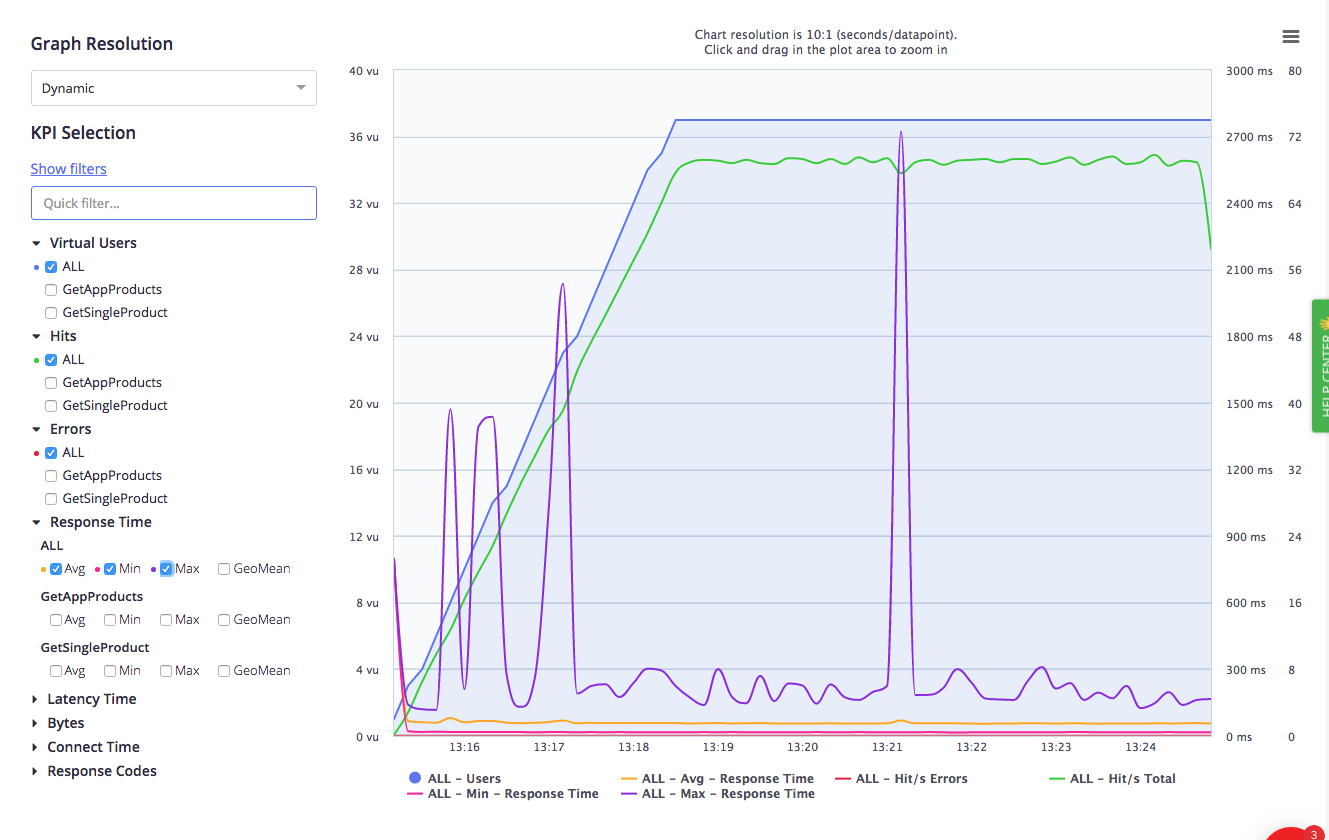 Graph Resolution
Dynamic
KPI Selection
Show filters
Quick filter...
Virtual Users
ALL
GetAppProducts
GetSingleProduct
Hits
ALL
GetAppProducts
GetSingleProduct
Errors
ALL
GetAppProducts
GetSingleProduct
Response Time
ALL
Avg Min Max GeoMean
GetAppProducts
Avg Min Max GeoMean
GetSingleProduct
Avg Min Max GeoMean
Latency Time
Bytes
Connect Time
Response Codes
Chart resolution is 10:1 (seconds/datapoint).
Click and drag in the plot area to zoom in
40 vu 3000 ms 80
36 vu 2700 ms 72
32 vu 2400 ms 64
28 vu 2100 ms 56
24 vu 1800 ms 48
20 vu 1500 ms 40
16 vu 1200 ms 32
12 vu 900 ms 24
8 vu 600 ms 16
4 vu 300 ms 8
0 vu 0 ms 0
13:16 13:17 13:18 13:19 13:20 13:21 13:22 13:23 13:24
ALL - Users ALL - Avg - Response Time ALL - Hit/s Errors ALL - Hit/s Total
ALL - Min - Response Time ALL - Max - Response Time
HELP CENTER
3